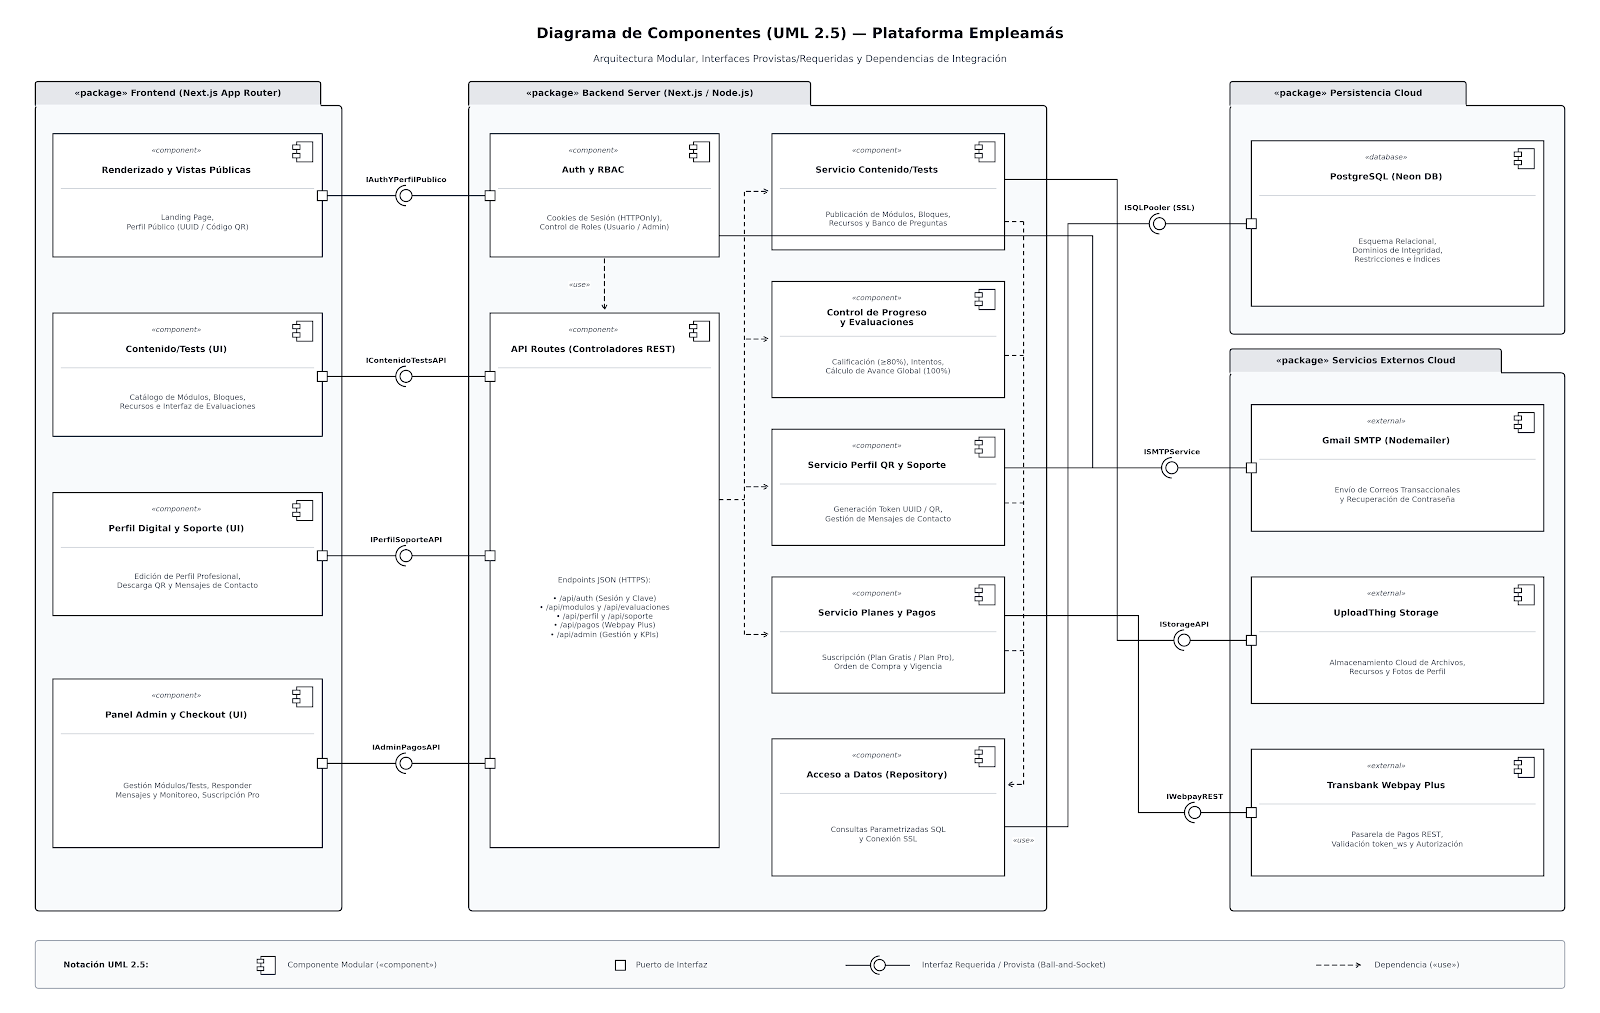 Diagrama de Componentes (UML 2.5) — Plataforma Empleamás
Arquitectura Modular, Interfaces Provistas/Requeridas y Dependencias de Integración
«package» Frontend (Next.js App Router)
«component»
Renderizado y Vistas Públicas
Landing Page,
Perfil Público (UUID / Código QR)
«component»
Contenido/Tests (UI)
Catálogo de Módulos, Bloques,
Recursos e Interfaz de Evaluaciones
«component»
Perfil Digital y Soporte (UI)
Edición de Perfil Profesional,
Descarga QR y Mensajes de Contacto
«component»
Panel Admin y Checkout (UI)
Gestión Módulos/Tests, Responder
Mensajes y Monitoreo, Suscripción Pro
IAuthYPerfilPublico
IContenidoTestsAPI
IPerfilSoporteAPI
IAdminPagosAPI
«package» Backend Server (Next.js / Node.js)
«component»
Auth y RBAC
Cookies de Sesión (HTTPOnly),
Control de Roles (Usuario / Admin)
«use»
«component»
API Routes (Controladores REST)
Endpoints JSON (HTTPS):
• /api/auth (Sesión y Clave)
• /api/modulos y /api/evaluaciones
• /api/perfil y /api/soporte
• /api/pagos (Webpay Plus)
• /api/admin (Gestión y KPIs)
«component»
Servicio Contenido/Tests
Publicación de Módulos, Bloques,
Recursos y Banco de Preguntas
«component»
Control de Progreso
y Evaluaciones
Calificación (≥80%), Intentos,
Cálculo de Avance Global (100%)
«component»
Servicio Perfil QR y Soporte
Generación Token UUID / QR,
Gestión de Mensajes de Contacto
«component»
Servicio Planes y Pagos
Suscripción (Plan Gratis / Plan Pro),
Orden de Compra y Vigencia
«component»
Acceso a Datos (Repository)
Consultas Parametrizadas SQL
y Conexión SSL
«use»
ISQLPooler (SSL)
ISMTPService
IStorageAPI
IWebpayREST
«package» Persistencia Cloud
«database»
PostgreSQL (Neon DB)
Esquema Relacional,
Dominios de Integridad,
Restricciones e Índices
«package» Servicios Externos Cloud
«external»
Gmail SMTP (Nodemailer)
Envío de Correos Transaccionales
y Recuperación de Contraseña
«external»
UploadThing Storage
Almacenamiento Cloud de Archivos,
Recursos y Fotos de Perfil
«external»
Transbank Webpay Plus
Pasarela de Pagos REST,
Validación token_ws y Autorización
Notación UML 2.5:
Componente Modular («component»)
Puerto de Interfaz
Interfaz Requerida / Provista (Ball-and-Socket)
Dependencia («use»)